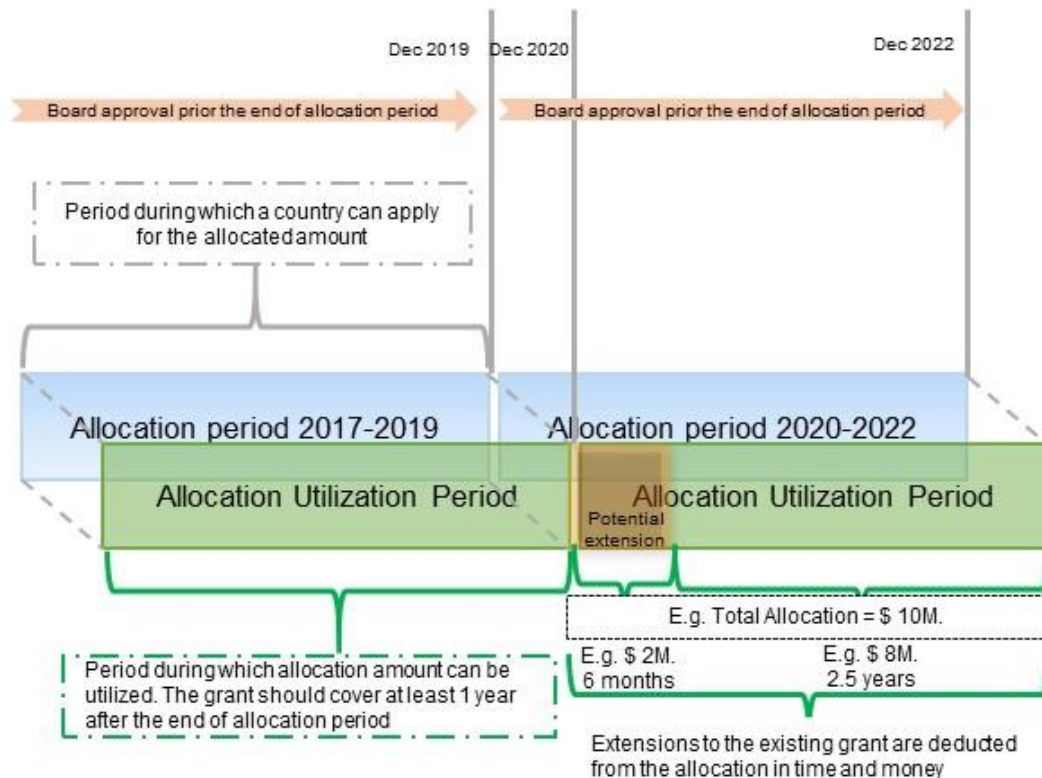 Dec 2019
Dec 2020
Dec 2022
Board approval prior the end of allocation period
Board approval prior the end of allocation period
Period during which a country can apply
for the allocated amount
Allocation period 2017-2019
Allocation period 2020-2022
Allocation Utilization Period
Allocation Utilization Period
Potential
extension
E.g. Total Allocation = $ 10M.
E.g. $ 2M.
6 months
E.g. $ 8M.
2.5 years
Period during which allocation amount can be
utilized. The grant should cover at least 1 year
after the end of allocation period
Extensions to the existing grant are deducted
from the allocation in time and money